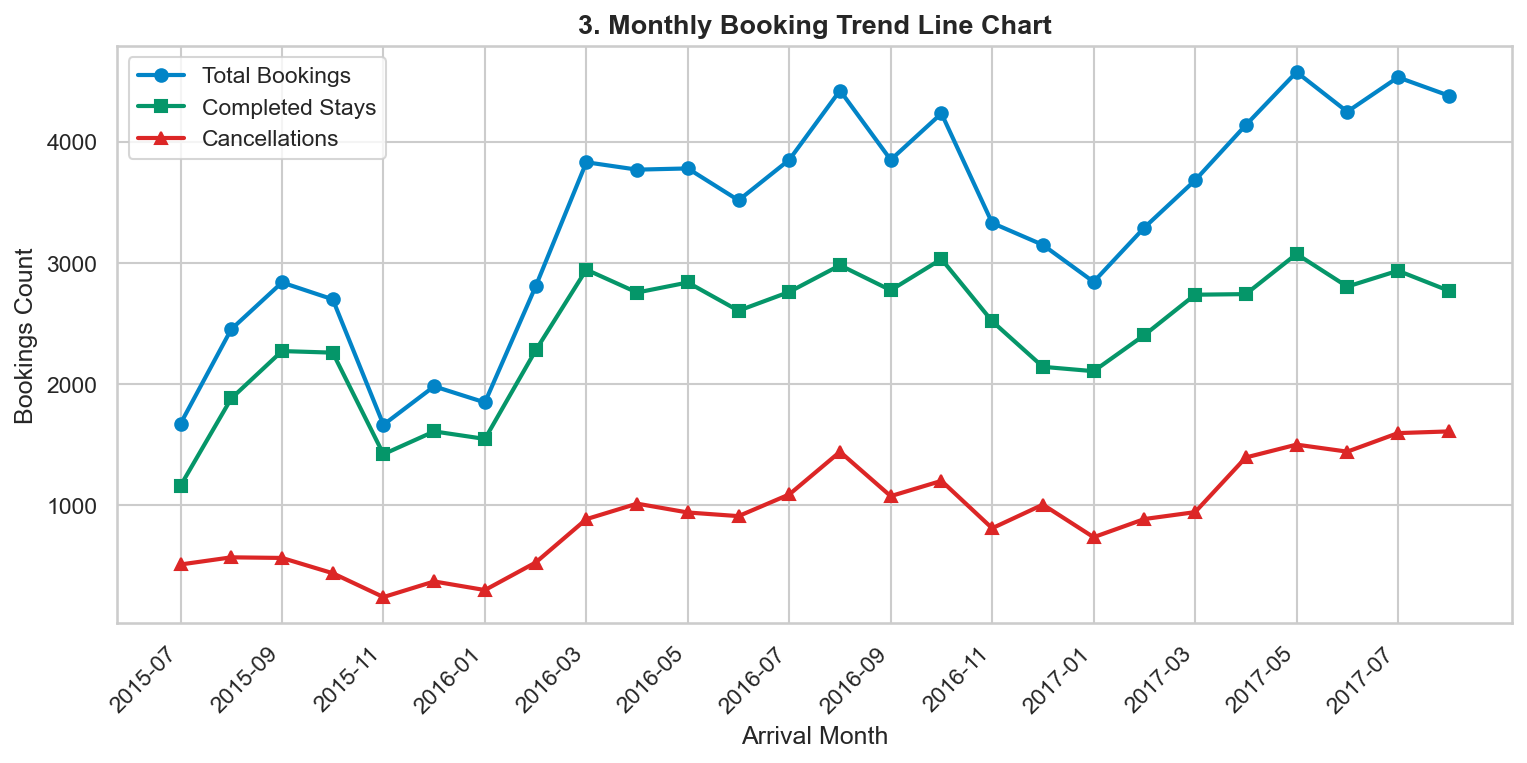 3. Monthly Booking Trend Line Chart
Total Bookings
Completed Stays
Cancellations
Bookings Count
4000
3000
2000
1000
2015-07
2015-09
2015-11
2016-01
2016-03
2016-05
2016-07
2016-09
2016-11
2017-01
2017-03
2017-05
2017-07
Arrival Month